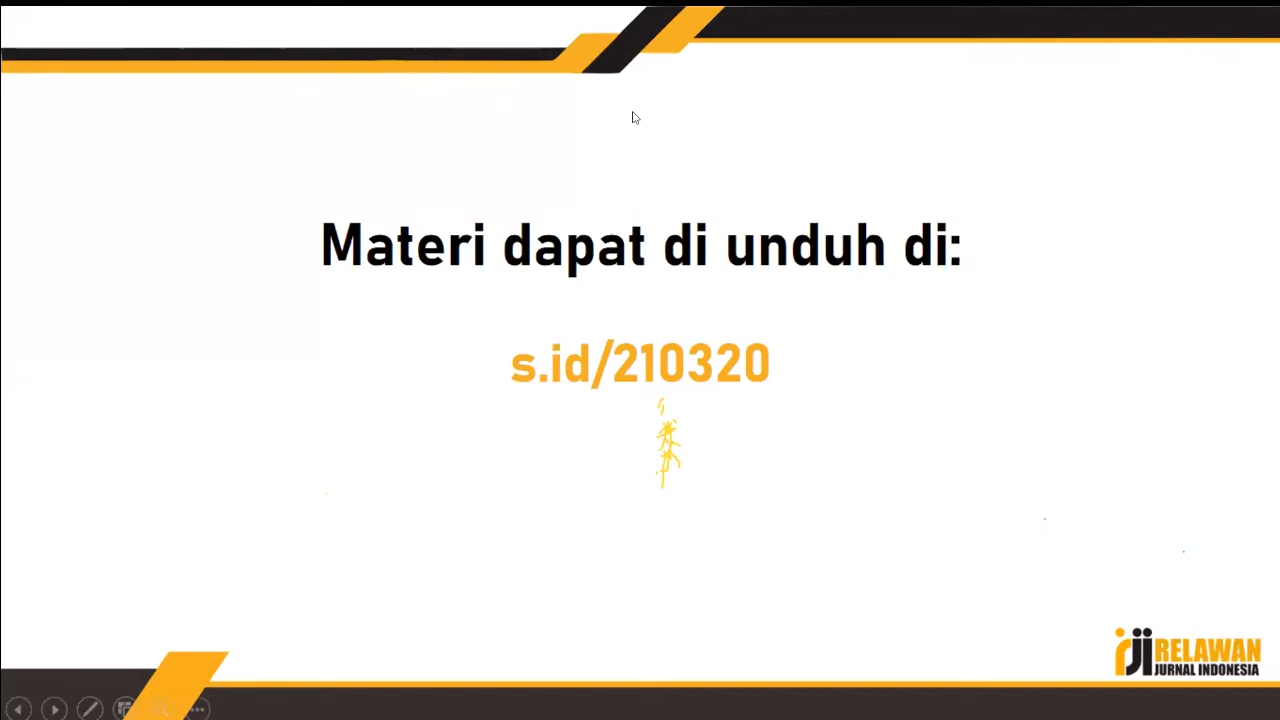 Materi dapat di unduh di:
s.id/210320
RELAWAN
JURNAL INDONESIA